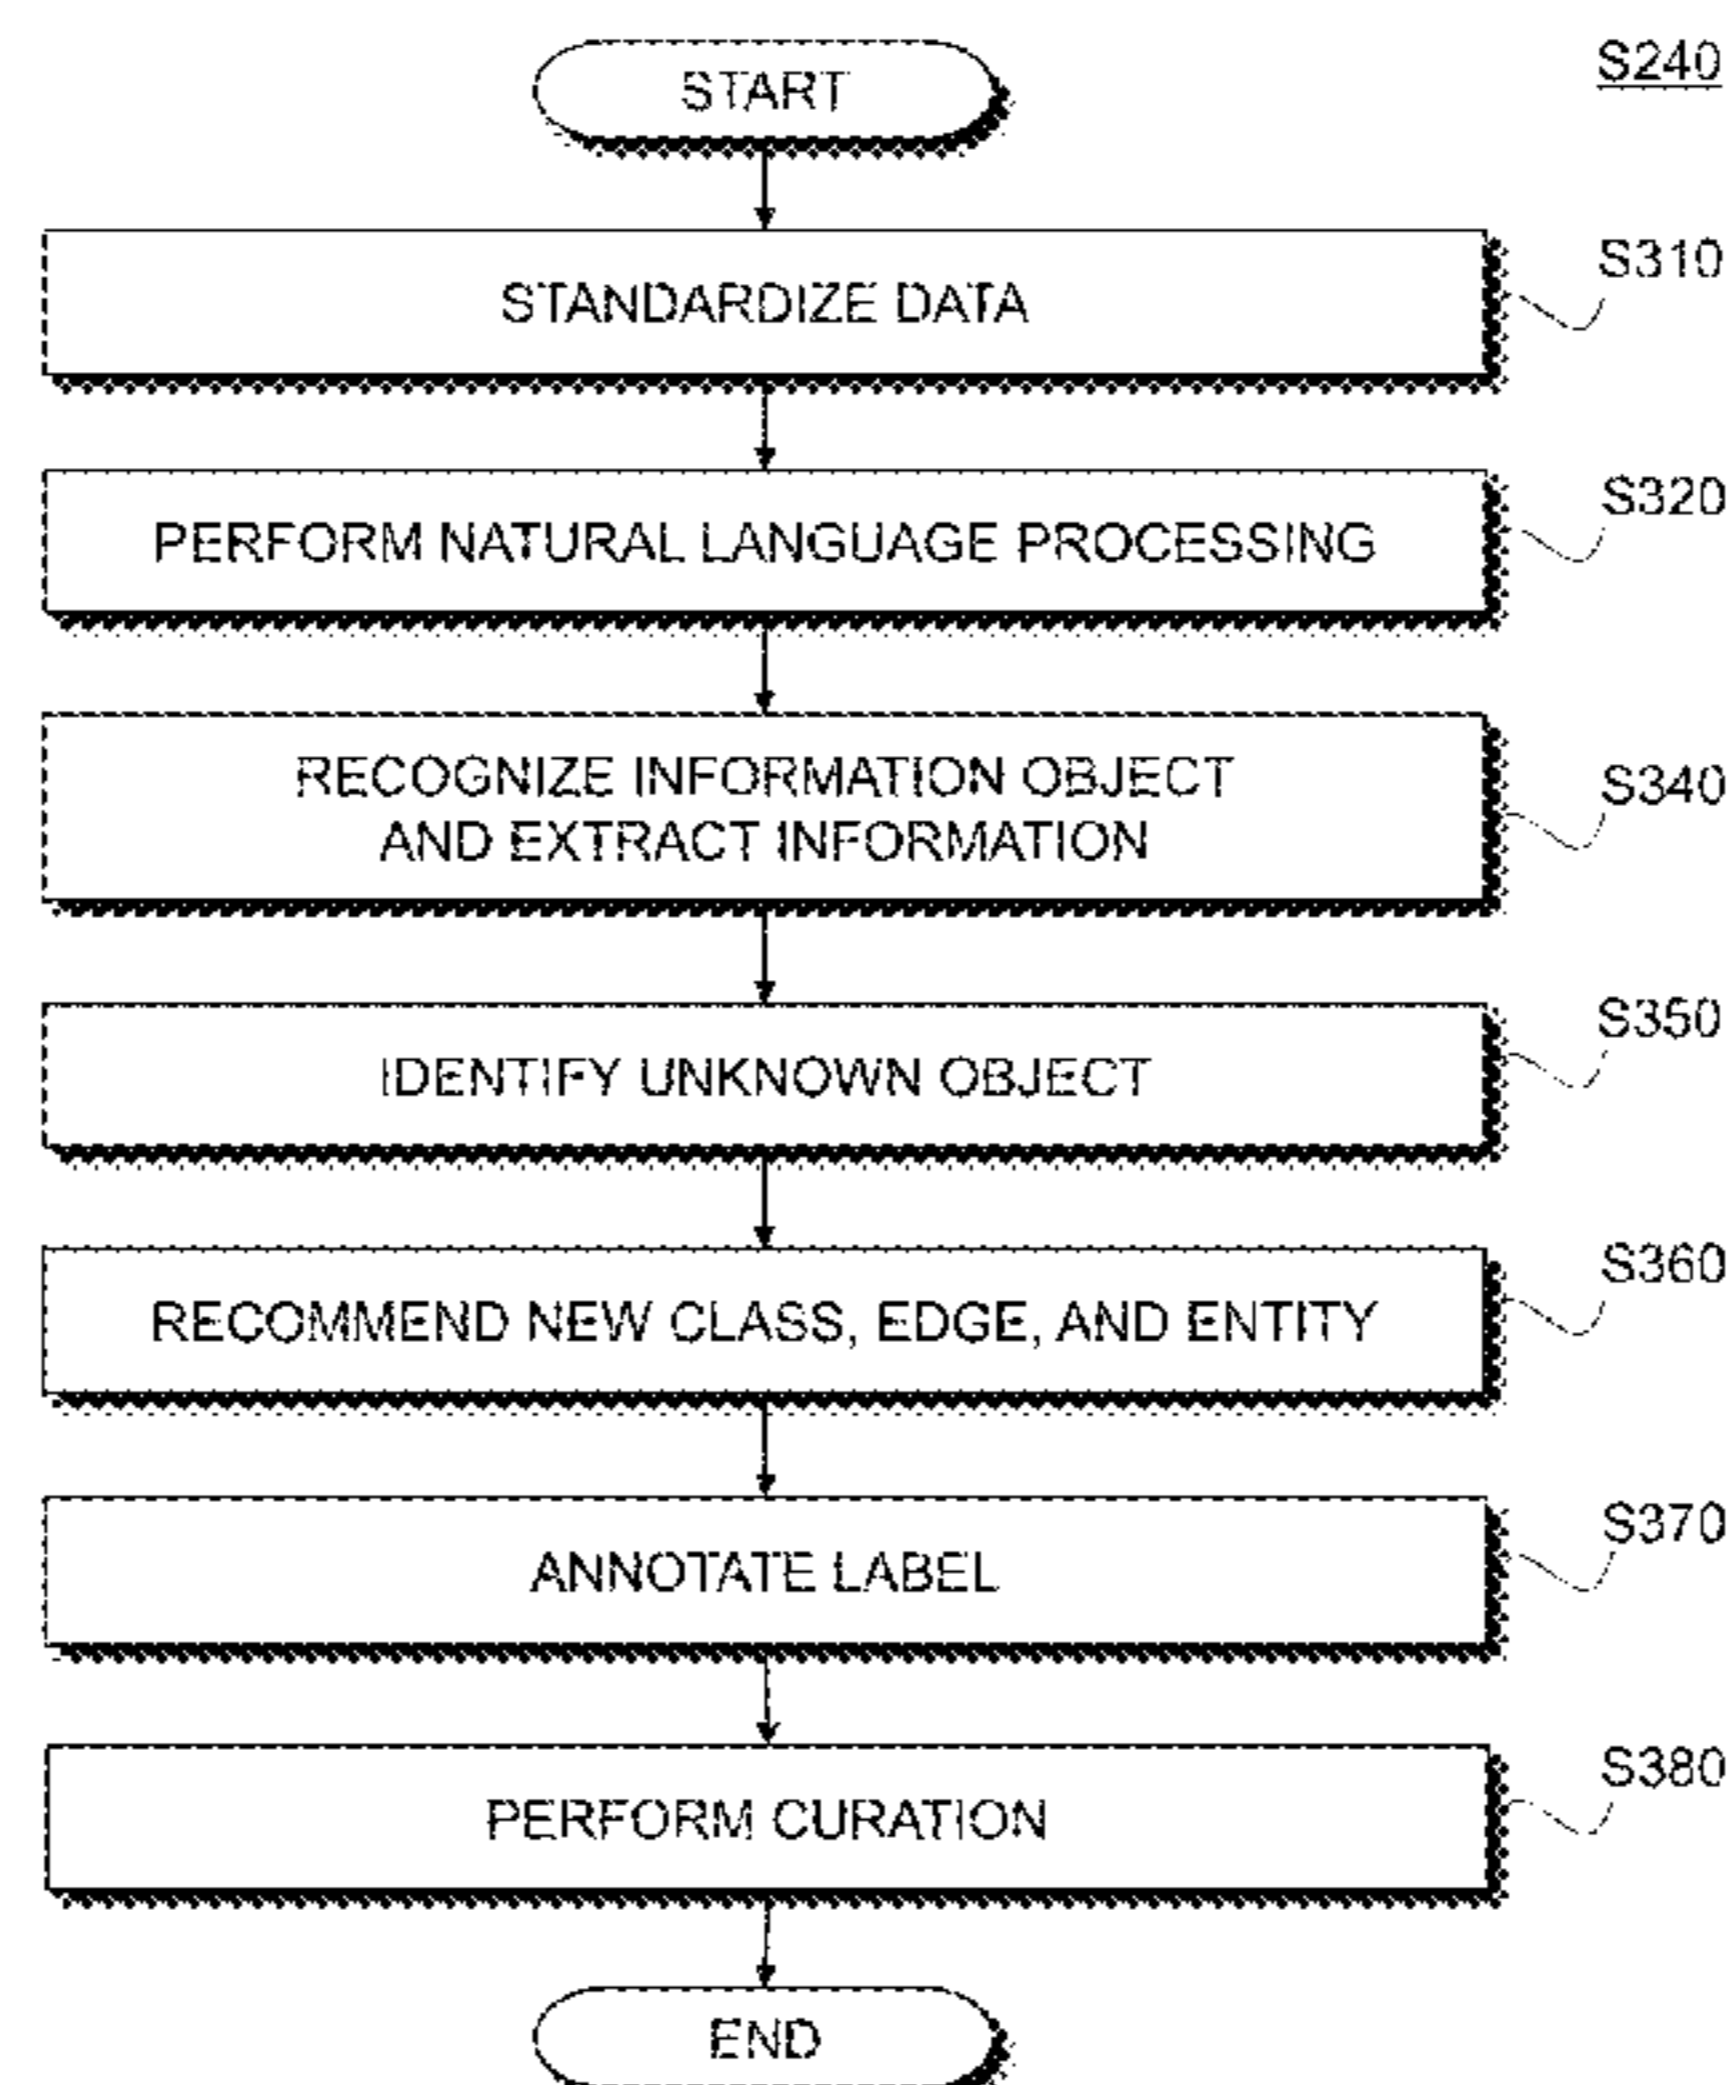 S240
START
S310
STANDARDIZE DATA
S320
PERFORM NATURAL LANGUAGE PROCESSING
S340
RECOGNIZE INFORMATION OBJECT
AND EXTRACT INFORMATION
S350
IDENTIFY UNKNOWN OBJECT
S360
RECOMMEND NEW CLASS, EDGE, AND ENTITY
S370
ANNOTATE LABEL
S380
PERFORM CURATION
END